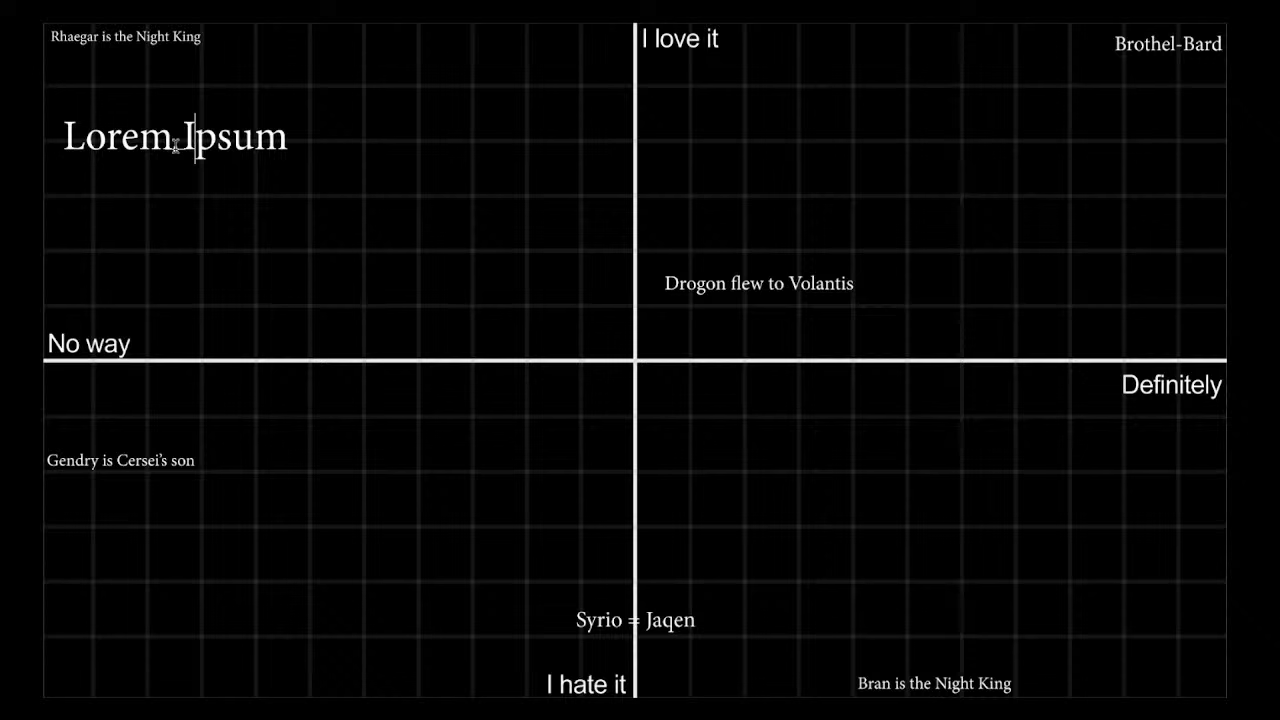 Rhaegar is the Night King
I love it
Brothel-Bard
Lorem Ipsum
Drogon flew to Volantis
No way
Definitely
Gendry is Cersei’s son
Syrio = Jaqen
I hate it
Bran is the Night King